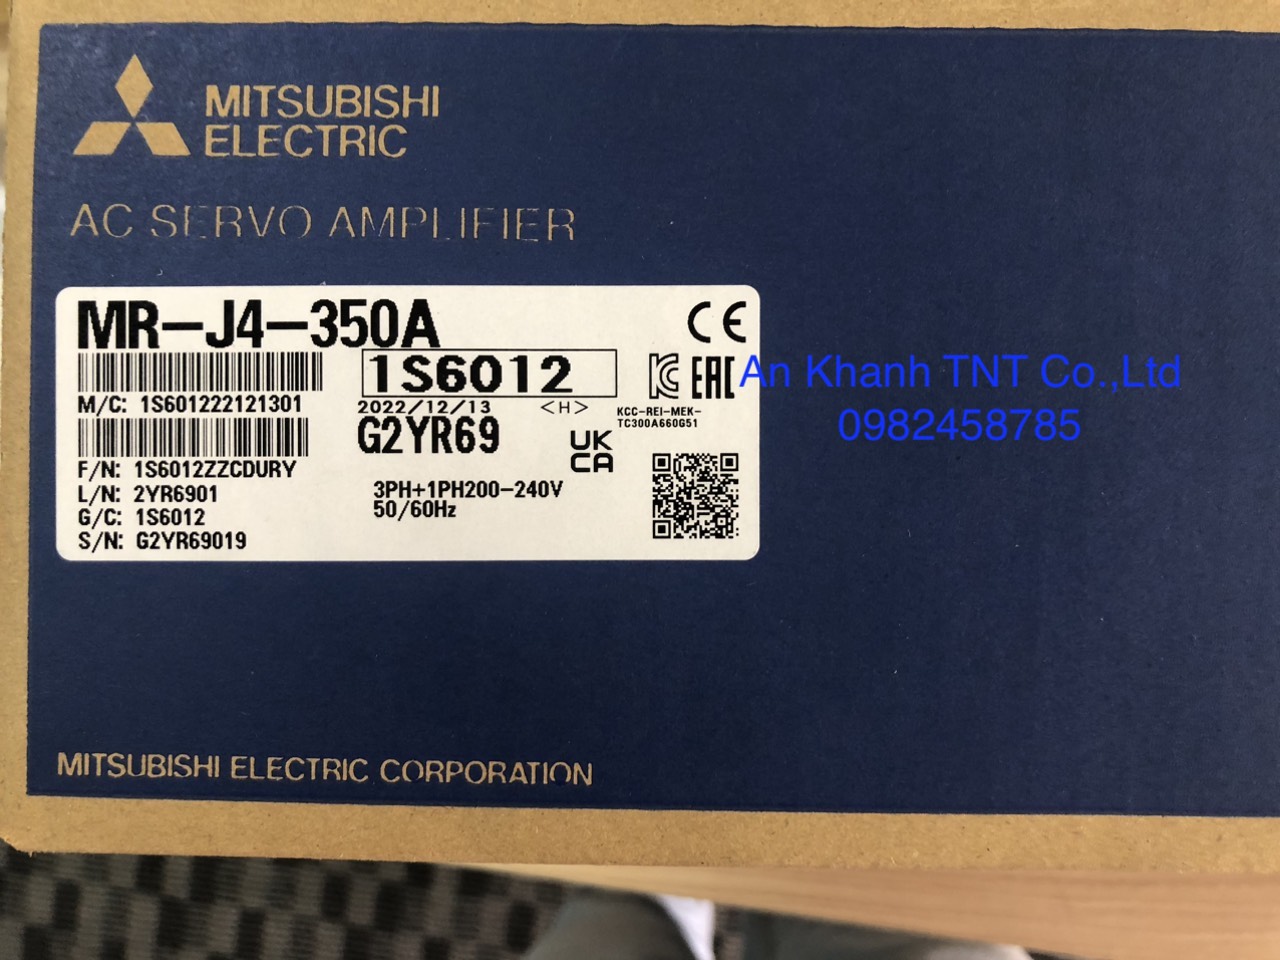 MITSUBISHI
ELECTRIC
AC SERVO AMPLIFIER
MR-J4-350A
1S6012
M/C: 1S601222121301
2022/12/13 <H>
G2YR69
KCC-REI-MEK-
TC300A660G51
UK
CA
F/N: 1S6012ZZCDURY
L/N: 2YR6901
G/C: 1S6012
S/N: G2YR69019
3PH+1PH200-240V
50/60Hz
CE
EAC
An Khanh TNT Co.,Ltd
0982458785
MITSUBISHI ELECTRIC CORPORATION